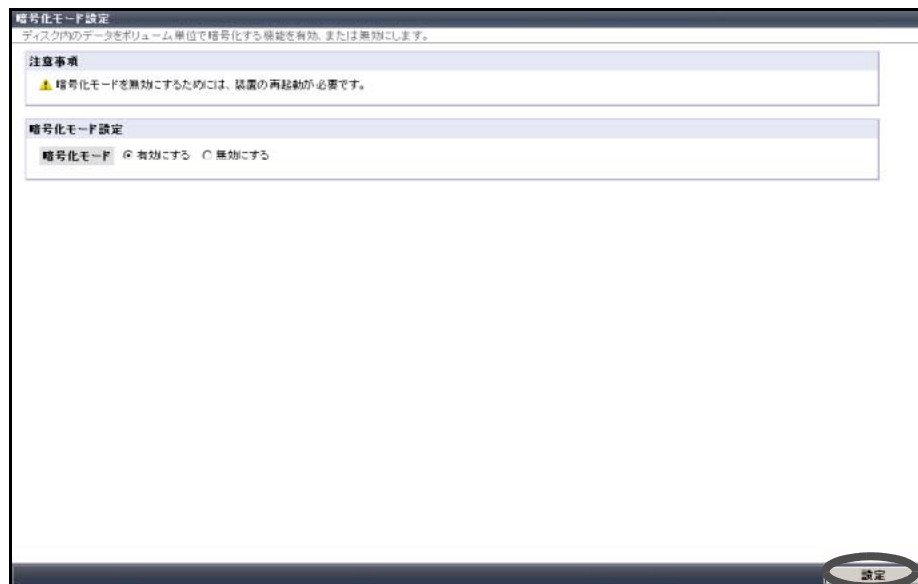 暗号化モード設定
ディスク内のデータをボリューム単位で暗号化する機能を有効、または無効にします。
注意事項
暗号化モードを無効にするためには、装置の再起動が必要です。
暗号化モード設定
暗号化モード 有効にする 無効にする
設定